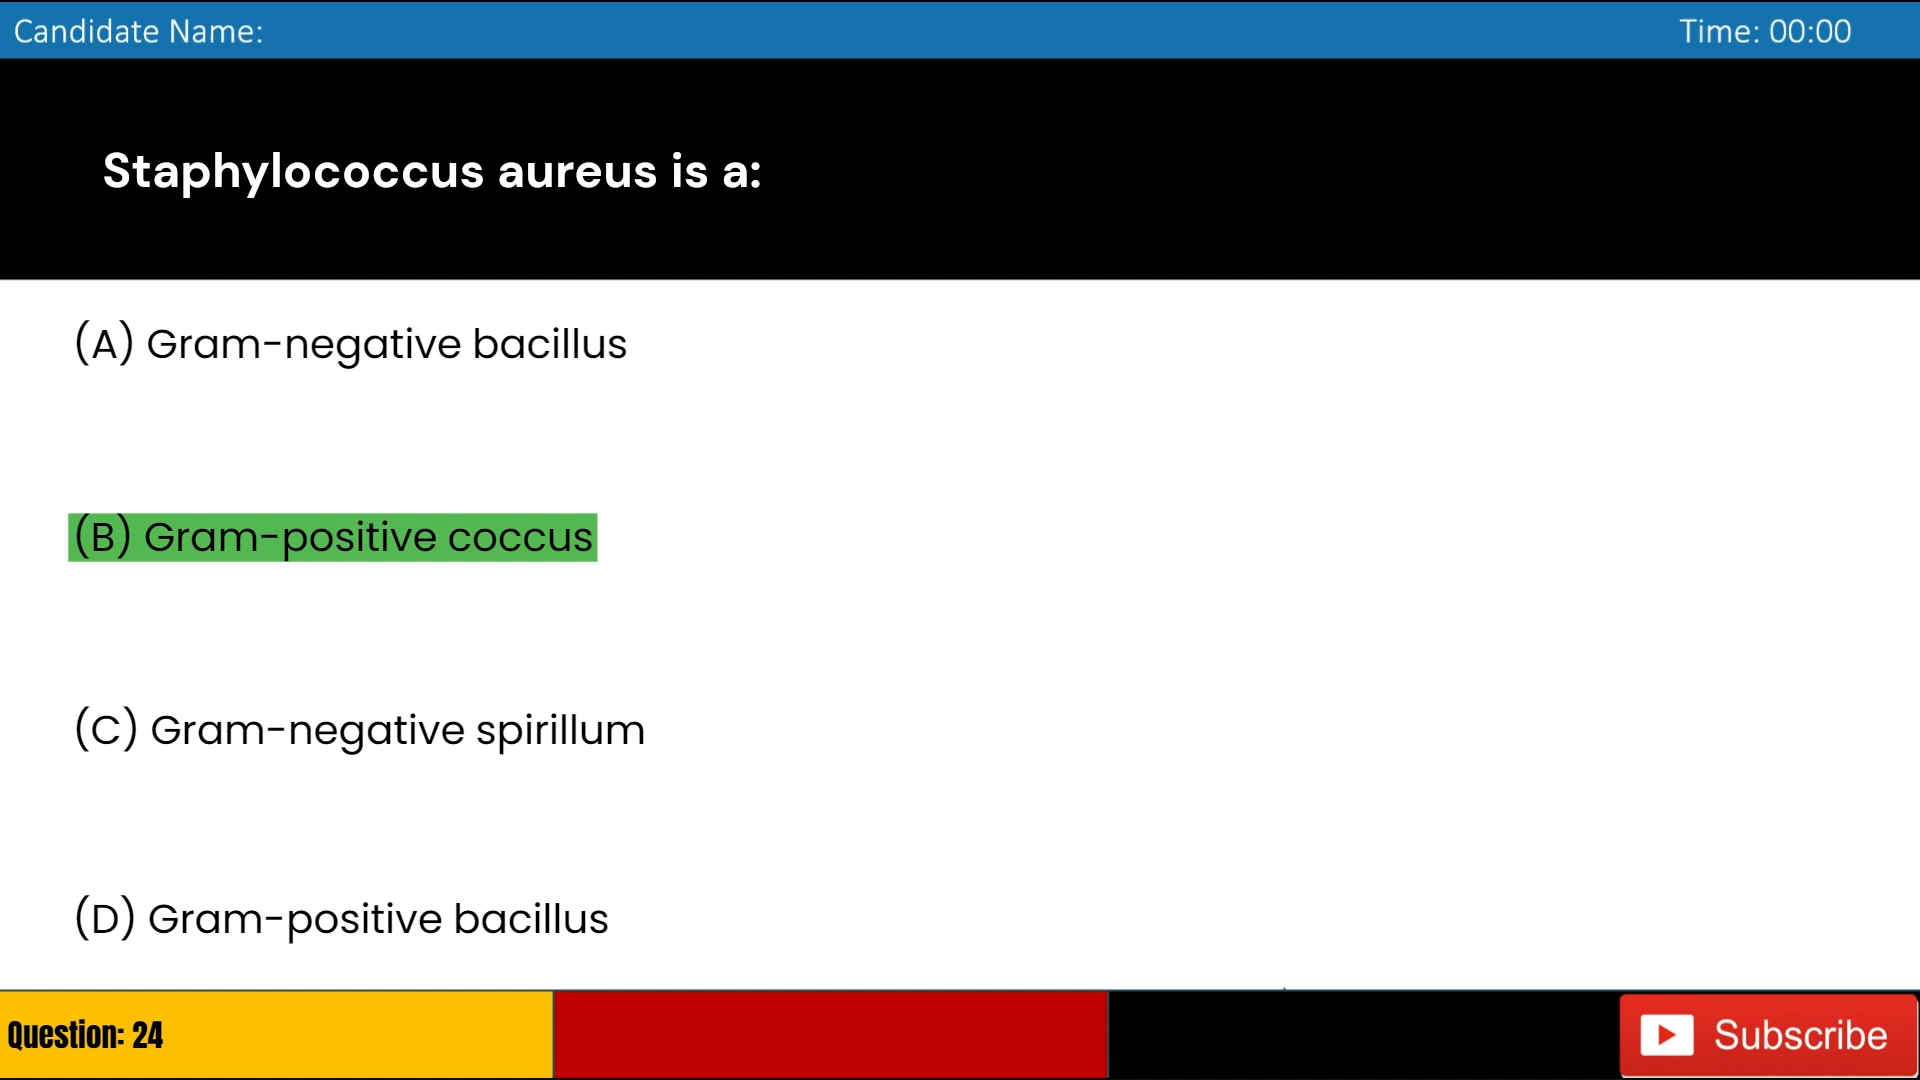 Candidate Name:
Time: 00:00
Staphylococcus aureus is a:
(A) Gram-negative bacillus
(B) Gram-positive coccus
(C) Gram-negative spirillum
(D) Gram-positive bacillus
Question: 24
Subscribe